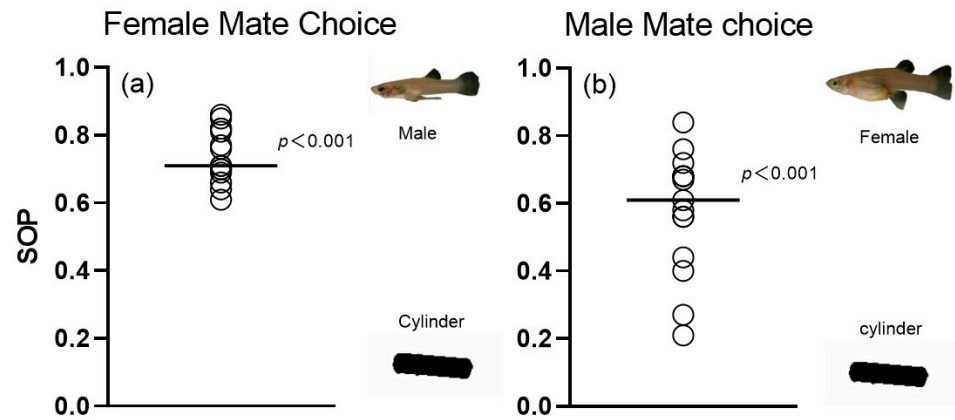 Female Mate Choice
(a)
SOP
1.0
0.8
0.6
0.4
0.2
0.0
p<0.001
Male
Cylinder
Male Mate choice
(b)
1.0
0.8
0.6
0.4
0.2
0.0
p<0.001
Female
cylinder